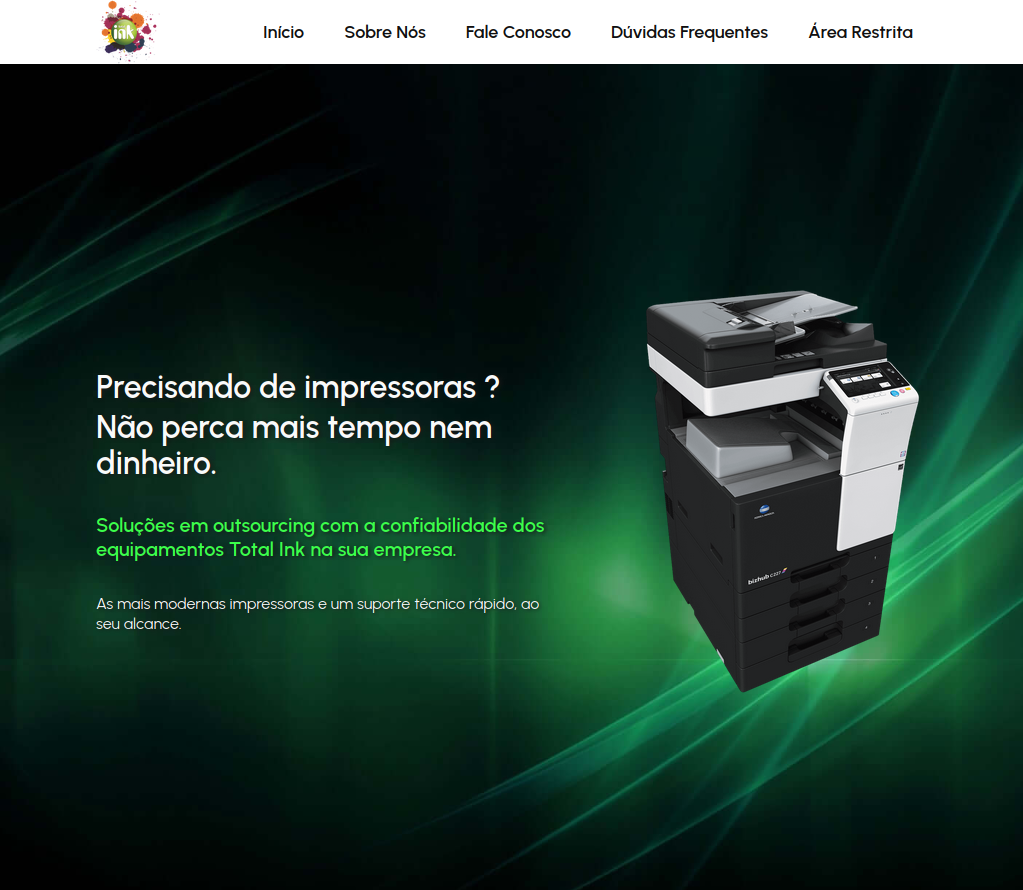 ink
Início
Sobre Nós
Fale Conosco
Dúvidas Frequentes
Área Restrita
Precisando de impressoras ?
Não perca mais tempo nem
dinheiro.
Soluções em outsourcing com a confiabilidade dos
equipamentos Total Ink na sua empresa.
As mais modernas impressoras e um suporte técnico rápido, ao
seu alcance.
bizhub C227